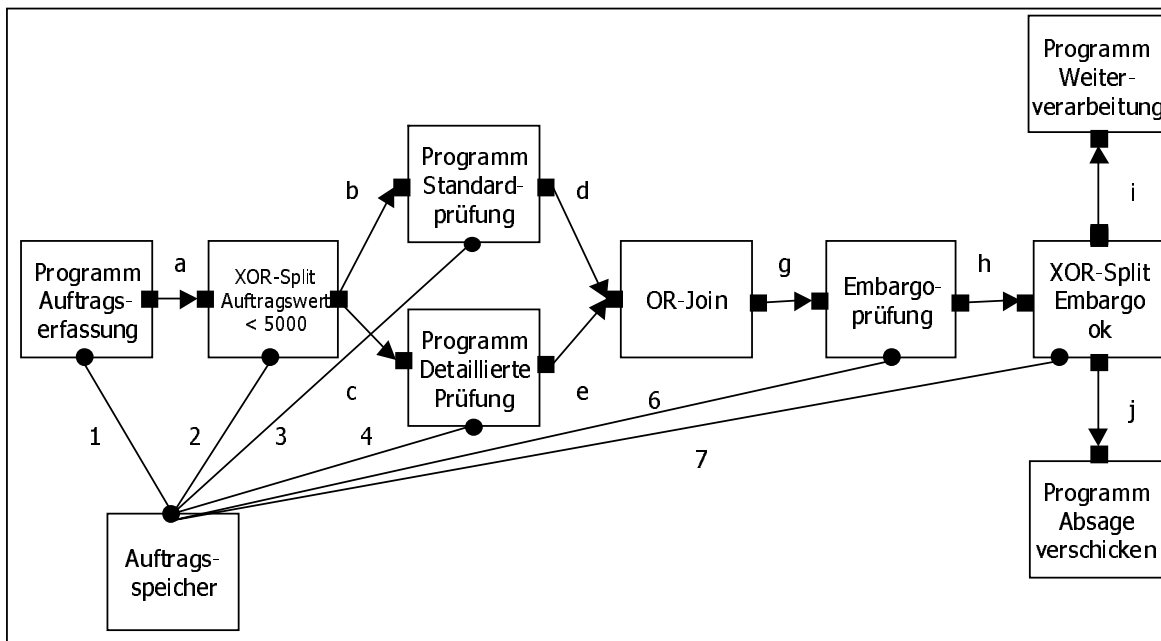 Programm
Weiter-
verarbeitung
i
Programm
Standard-
prüfung
b
d
Programm
Auftrags-
erfassung
a
XOR-Split
Auftragswert
< 5000
OR-Join
g
Embargo-
prüfung
h
XOR-Split
Embargo
ok
Programm
Detaillierte
Prüfung
c
e
1
2
3
4
6
7
j
Auftrags-
speicher
Programm
Absage
verschicken